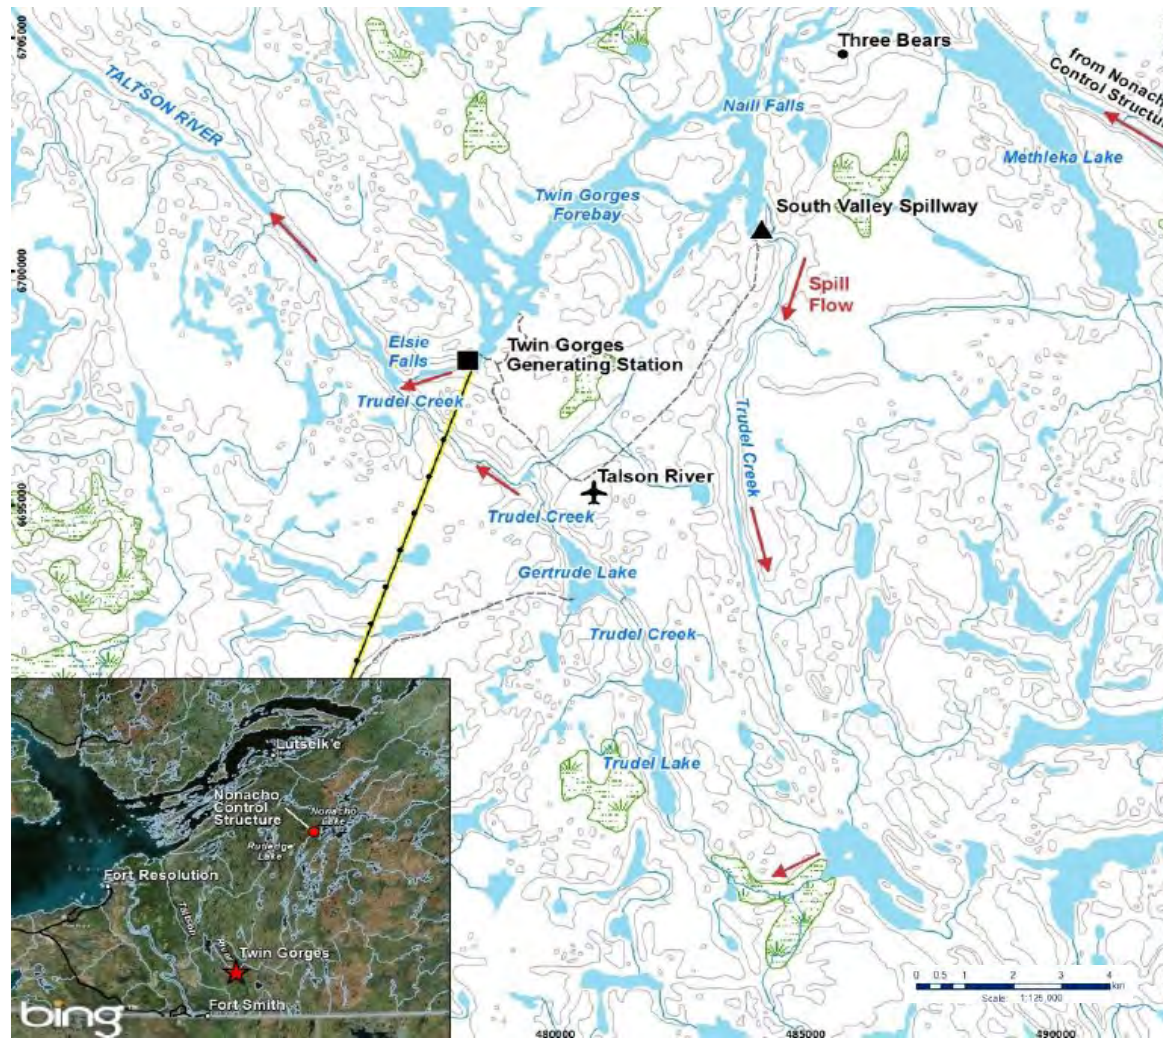 6705000
Three Bears
from Nonach
Control Structur
TALTSON RIVER
Naill Falls
Methleka Lake
Twin Gorges
Forebay
South Valley Spillway
6700000
Spill
Flow
Elsie
Falls
Twin Gorges
Generating Station
Trudel Creek
Trudel Creek
6695000
Talson River
Trudel Creek
Gertrude Lake
Trudel Creek
Trudel Lake
Lutselk'e
Nonacho
Control
Structure
Nonacho
Lake
Rutledge
Lake
Fort Resolution
Taltson
River
Twin Gorges
Fort Smith
bing
0 0.5 1 2 3 4
km
Scale: 1:125,000
480000
485000
490000